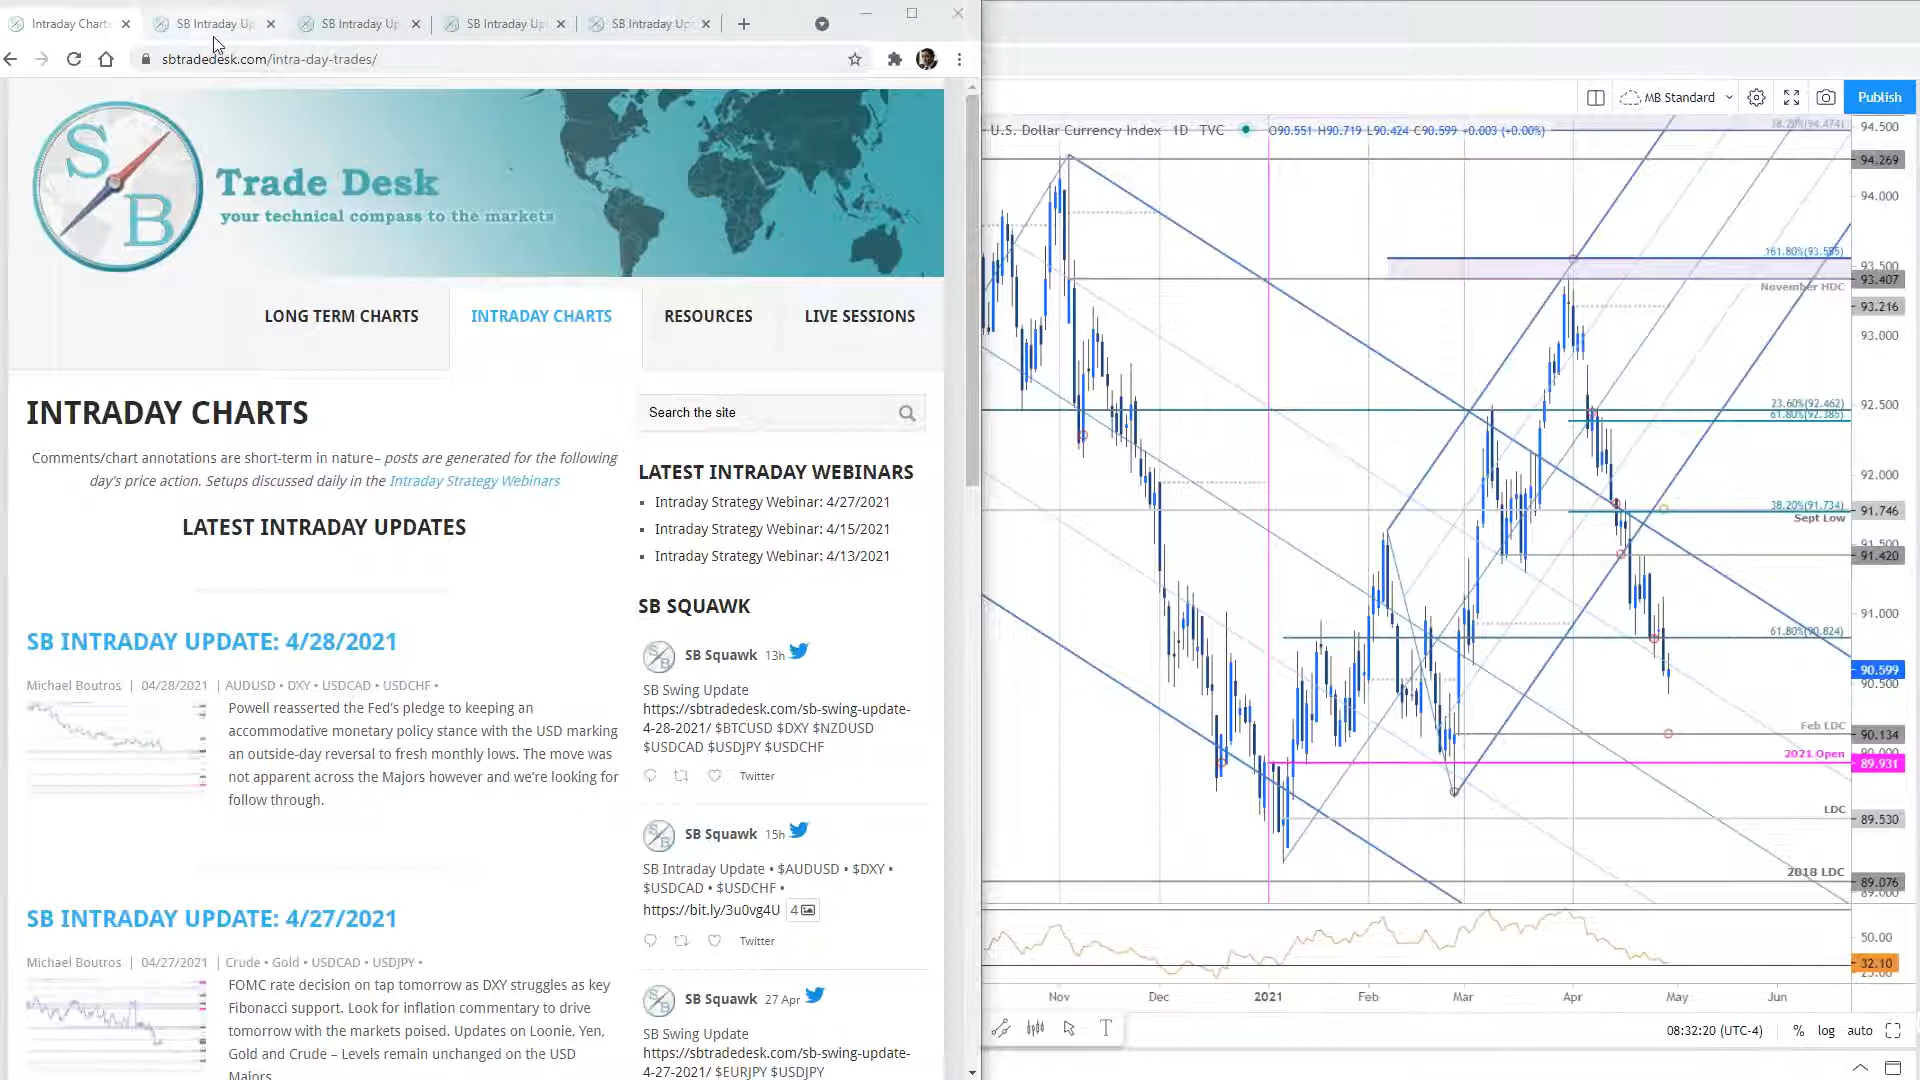 Intraday Chart
SB Intraday Up
SB Intraday Up
SB Intraday Up
SB Intraday Up
sbtradedesk.com/intra-day-trades/
S B
Trade Desk
your technical compass to the markets
LONG TERM CHARTS
INTRADAY CHARTS
RESOURCES
LIVE SESSIONS
INTRADAY CHARTS
Comments/chart annotations are short-term in nature– posts are generated for the following
day's price action. Setups discussed daily in the Intraday Strategy Webinars
LATEST INTRADAY UPDATES
SB INTRADAY UPDATE: 4/28/2021
Michael Boutros | 04/28/2021 | AUDUSD • DXY • USDCAD • USDCHF •
Powell reasserted the Fed's pledge to keeping an
accommodative monetary policy stance with the USD marking
an outside-day reversal to fresh monthly lows. The move was
not apparent across the Majors however and we're looking for
follow through.
SB INTRADAY UPDATE: 4/27/2021
Michael Boutros | 04/27/2021 | Crude • Gold • USDCAD • USDJPY •
FOMC rate decision on tap tomorrow as DXY struggles as key
Fibonacci support. Look for inflation commentary to drive
tomorrow with the markets poised. Updates on Loonie, Yen,
Gold and Crude – Levels remain unchanged on the USD
Majors
Search the site
LATEST INTRADAY WEBINARS
Intraday Strategy Webinar: 4/27/2021
Intraday Strategy Webinar: 4/15/2021
Intraday Strategy Webinar: 4/13/2021
SB SQUAWK
SB Squawk 13h
SB Swing Update
https://sbtradedesk.com/sb-swing-update-
4-28-2021/ $BTCUSD $DXY $NZDUSD
$USDCAD $USDJPY $USDCHF
Twitter
SB Squawk 15h
SB Intraday Update • $AUDUSD • $DXY •
$USDCAD • $USDCHF •
https://bit.ly/3u0vg4U 4
Twitter
SB Squawk 27 Apr
SB Swing Update
https://sbtradedesk.com/sb-swing-update-
4-27-2021/ $EURJPY $USDJPY
MB Standard
Publish
U.S. Dollar Currency Index 1D TVC O90.551 H90.719 L90.424 C90.599 +0.003 (+0.00%)
38.20%(94.474)
94.500
94.269
94.000
161.80%(93.555)
93.500
93.407
November HDC
93.216
93.000
23.60%(92.462)
92.500
61.80%(92.385)
92.000
38.20%(91.734)
91.746
Sept Low
91.500
91.420
91.000
61.80%(90.824)
90.599
90.500
Feb LDC
90.134
90.000
2021 Open
89.931
LDC
89.530
2018 LDC
89.076
89.000
50.00
32.10
25.00
Nov Dec 2021 Feb Mar Apr May Jun
08:32:20 (UTC-4) % log auto